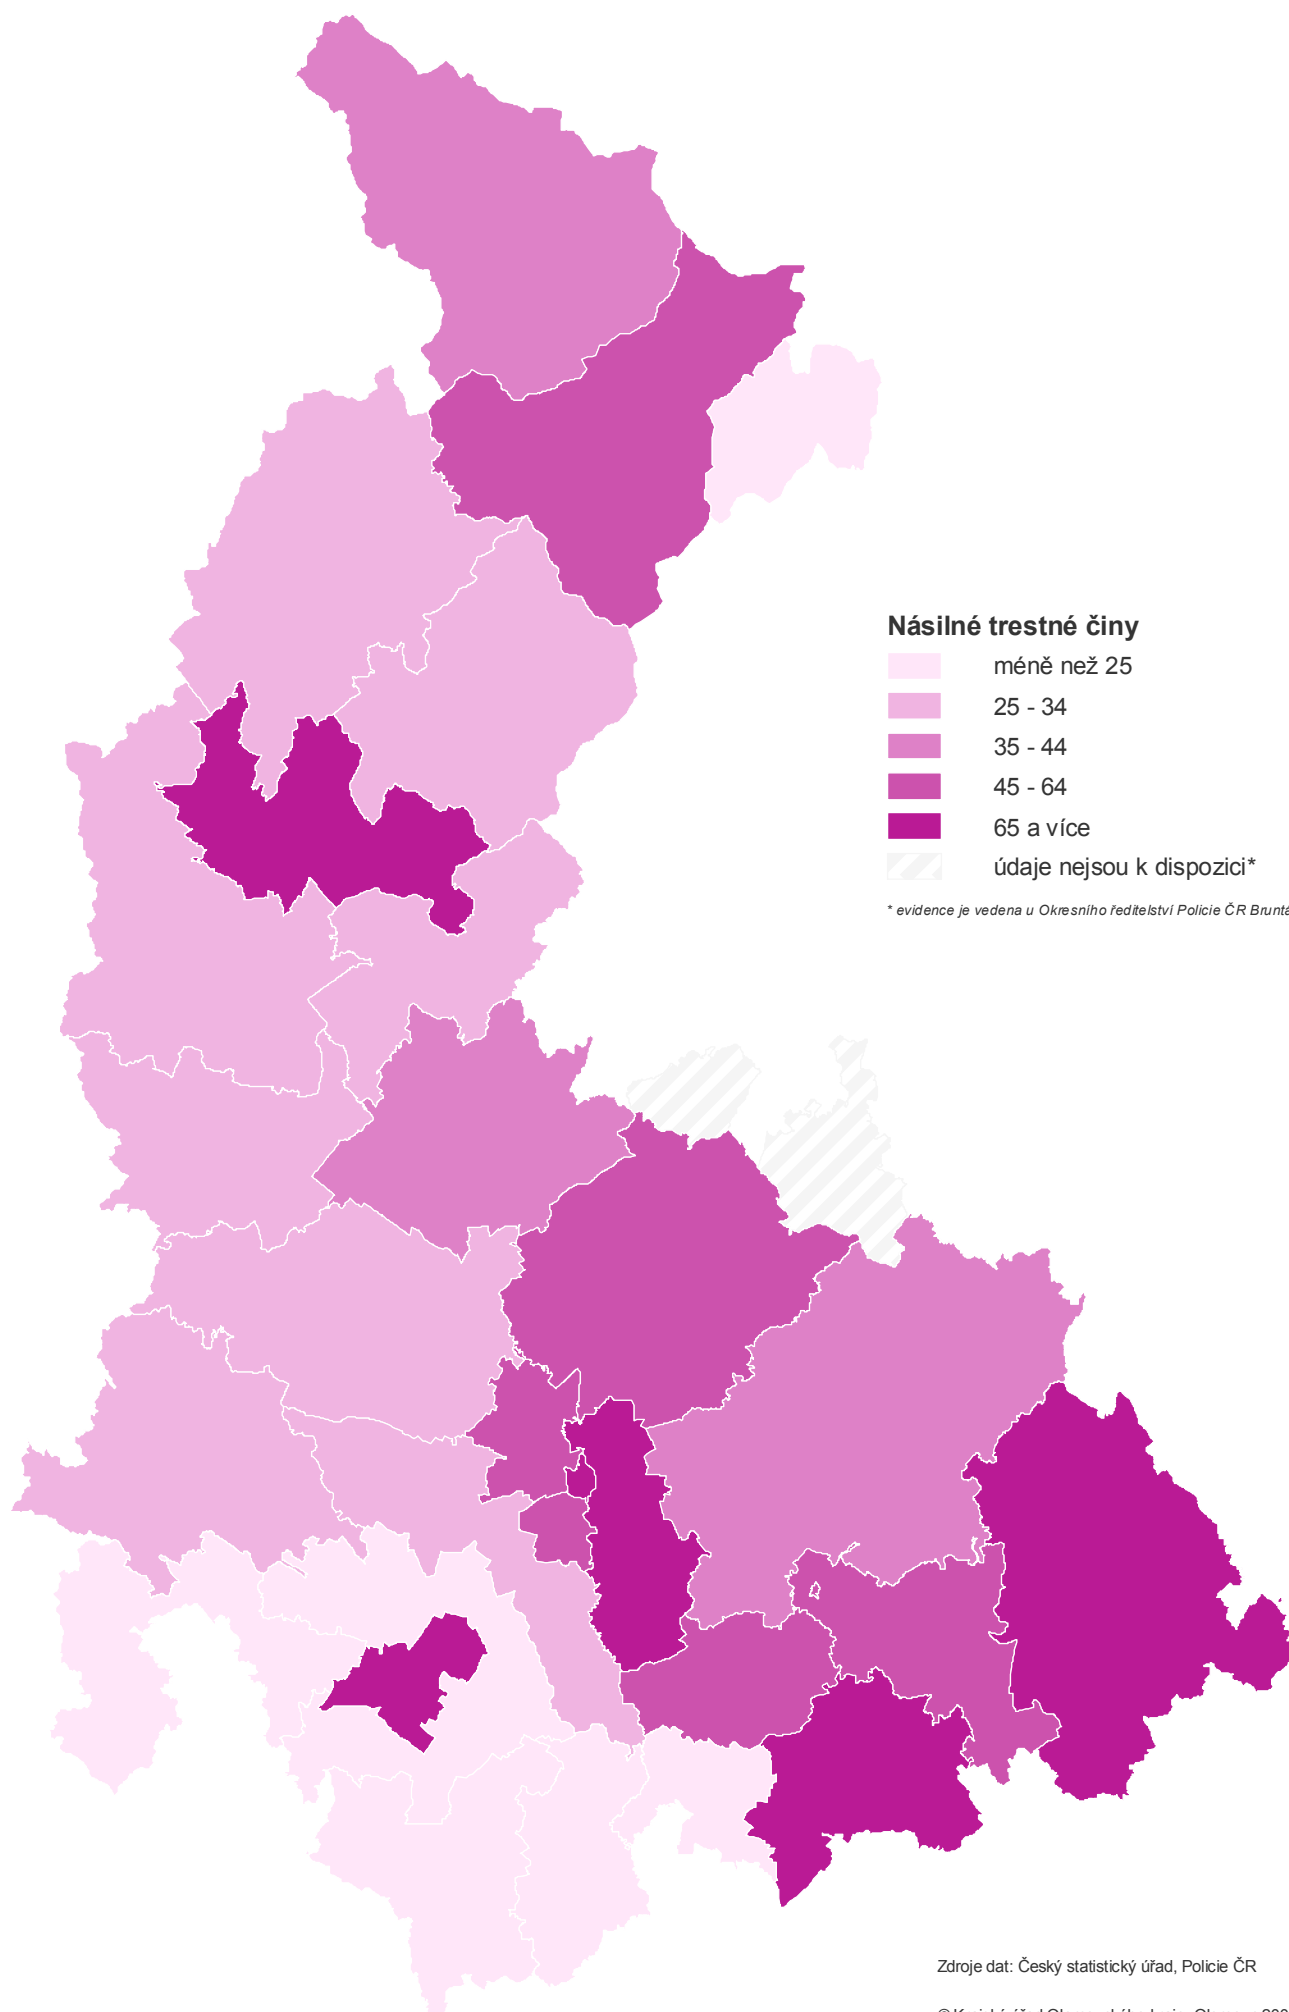 Násilné trestné činy
méně než 25
25 - 34
35 - 44
45 - 64
65 a více
údaje nejsou k dispozici*
* evidence je vedena u Okresního ředitelství Policie ČR
Zdroje dat: Český statistický úřad, Policie ČR